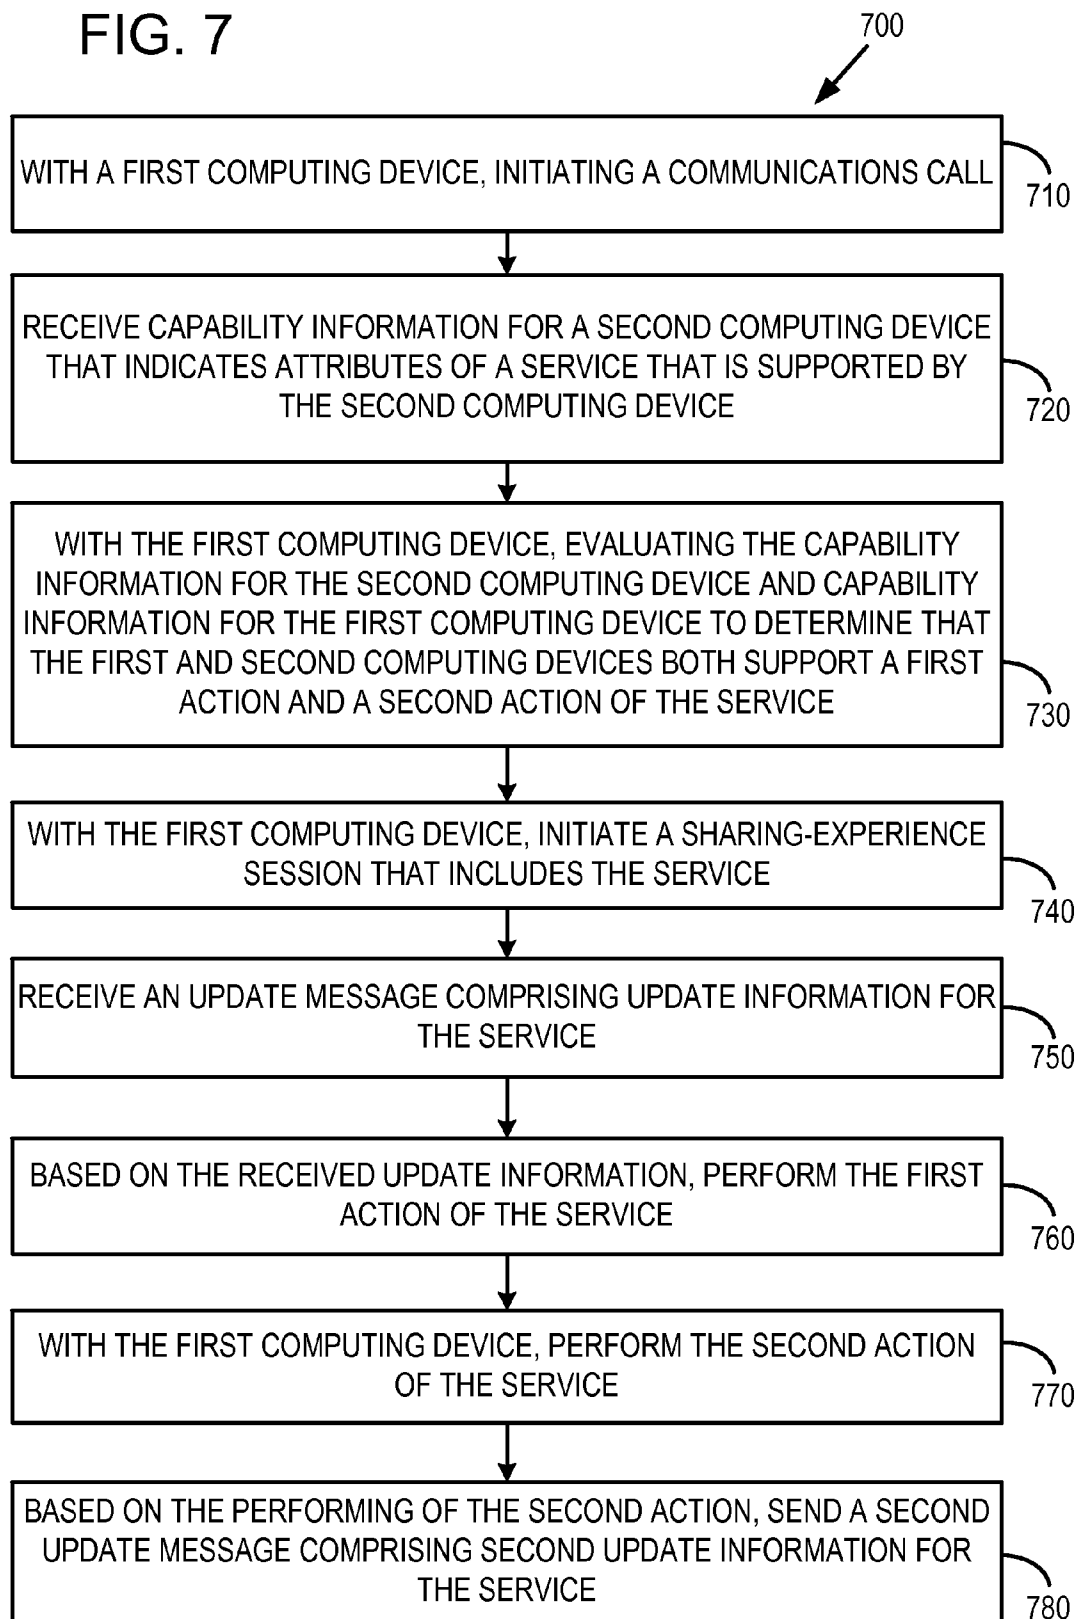 FIG. 7
700
WITH A FIRST COMPUTING DEVICE, INITIATING A COMMUNICATIONS CALL
710
RECEIVE CAPABILITY INFORMATION FOR A SECOND COMPUTING DEVICE
THAT INDICATES ATTRIBUTES OF A SERVICE THAT IS SUPPORTED BY
THE SECOND COMPUTING DEVICE
720
WITH THE FIRST COMPUTING DEVICE, EVALUATING THE CAPABILITY
INFORMATION FOR THE SECOND COMPUTING DEVICE AND CAPABILITY
INFORMATION FOR THE FIRST COMPUTING DEVICE TO DETERMINE THAT
THE FIRST AND SECOND COMPUTING DEVICES BOTH SUPPORT A FIRST
ACTION AND A SECOND ACTION OF THE SERVICE
730
WITH THE FIRST COMPUTING DEVICE, INITIATE A SHARING-EXPERIENCE
SESSION THAT INCLUDES THE SERVICE
740
RECEIVE AN UPDATE MESSAGE COMPRISING UPDATE INFORMATION FOR
THE SERVICE
750
BASED ON THE RECEIVED UPDATE INFORMATION, PERFORM THE FIRST
ACTION OF THE SERVICE
760
WITH THE FIRST COMPUTING DEVICE, PERFORM THE SECOND ACTION
OF THE SERVICE
770
BASED ON THE PERFORMING OF THE SECOND ACTION, SEND A SECOND
UPDATE MESSAGE COMPRISING SECOND UPDATE INFORMATION FOR
THE SERVICE
780